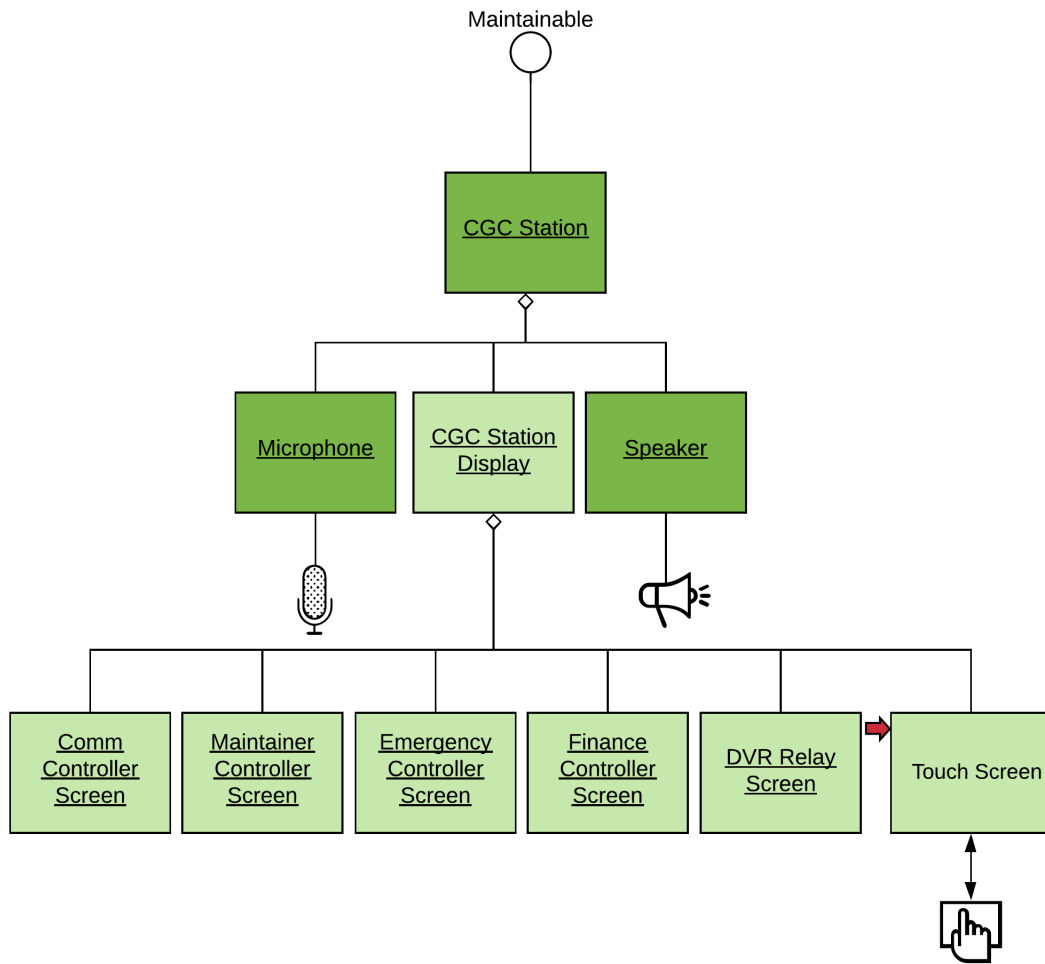 Maintainable
CGC Station
Microphone
CGC Station
Display
Speaker
Comm
Controller
Screen
Maintainer
Controller
Screen
Emergency
Controller
Screen
Finance
Controller
Screen
DVR Relay
Screen
Touch Screen